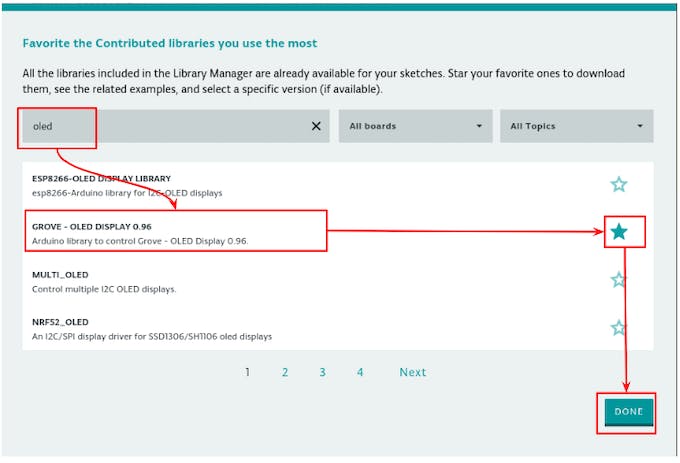 Favorite the Contributed libraries you use the most
All the libraries included in the Library Manager are already available for your sketches. Star your favorite ones to download
them, see the related examples, and select a specific version (if available).
oled
All boards
All Topics
ESP8266-OLED DISPLAY LIBRARY
esp8266-Arduino library for I2C-OLED displays
GROVE - OLED DISPLAY 0.96
Arduino library to control Grove - OLED Display 0.96.
MULTI_OLED
Control multiple I2C OLED displays.
NRF52_OLED
An I2C/SPI display driver for SSD1306/SH1106 oled displays
1 2 3 4 Next
DONE